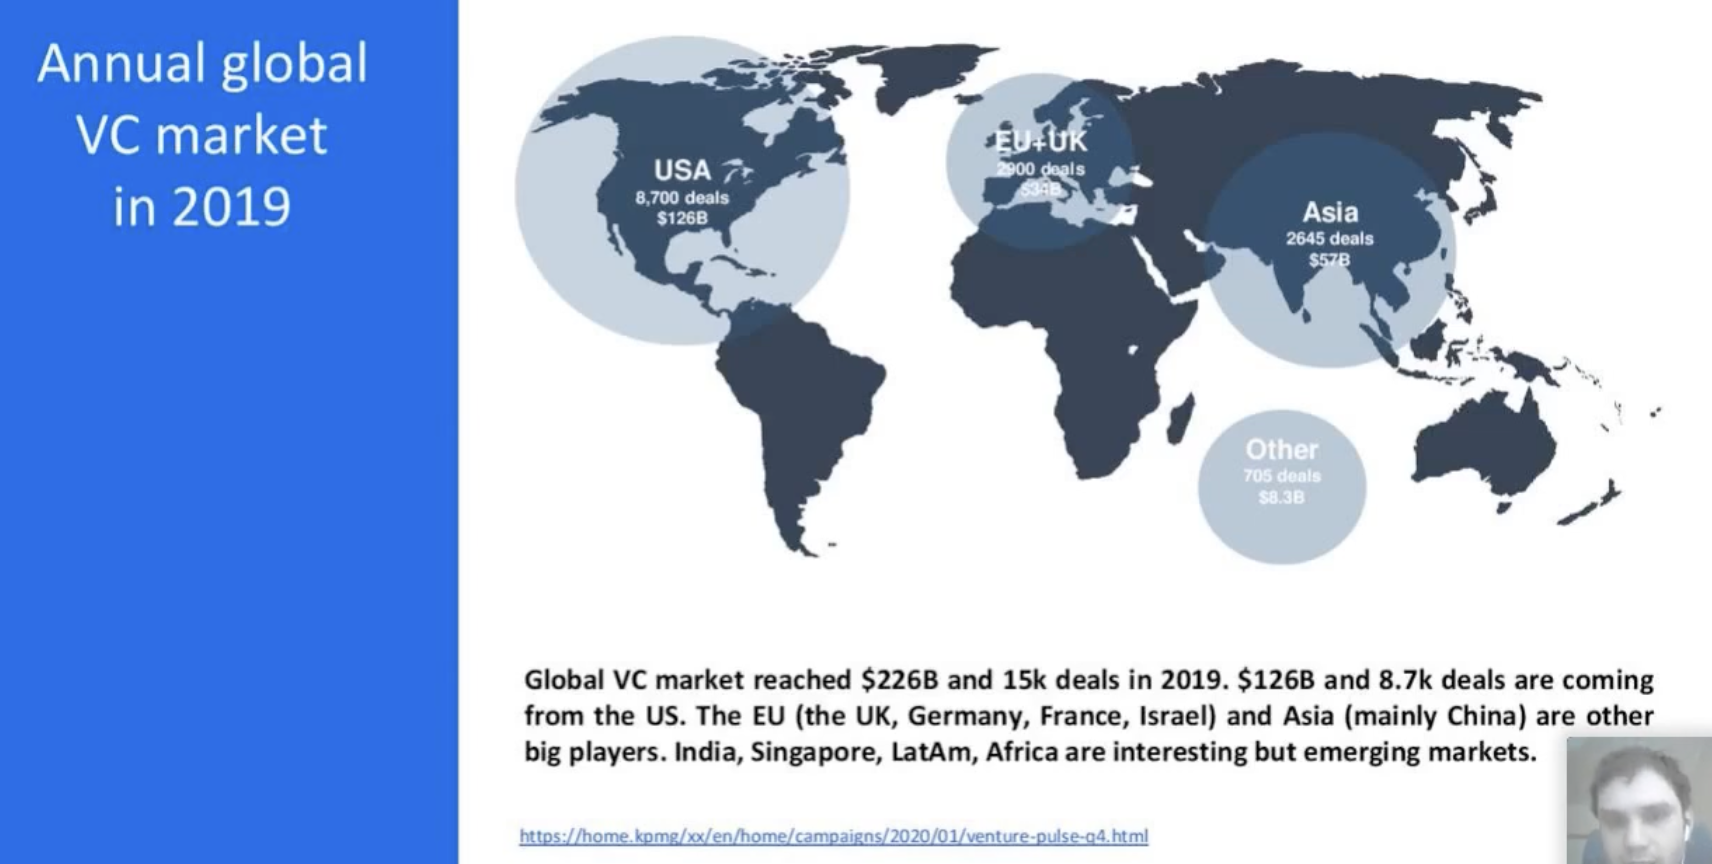 Annual global
VC market
in 2019
USA
8,700 deals
$126B
EU+UK
2900 deals
$34B
Asia
2645 deals
$57B
Other
705 deals
$8.3B
Global VC market reached $226B and 15k deals in 2019. $126B and 8.7k deals are coming
from the US. The EU (the UK, Germany, France, Israel) and Asia (mainly China) are other
big players. India, Singapore, LatAm, Africa are interesting but emerging markets.
https://home.kpmg/xx/en/home/campaigns/2020/01/venture-pulse-q4.html